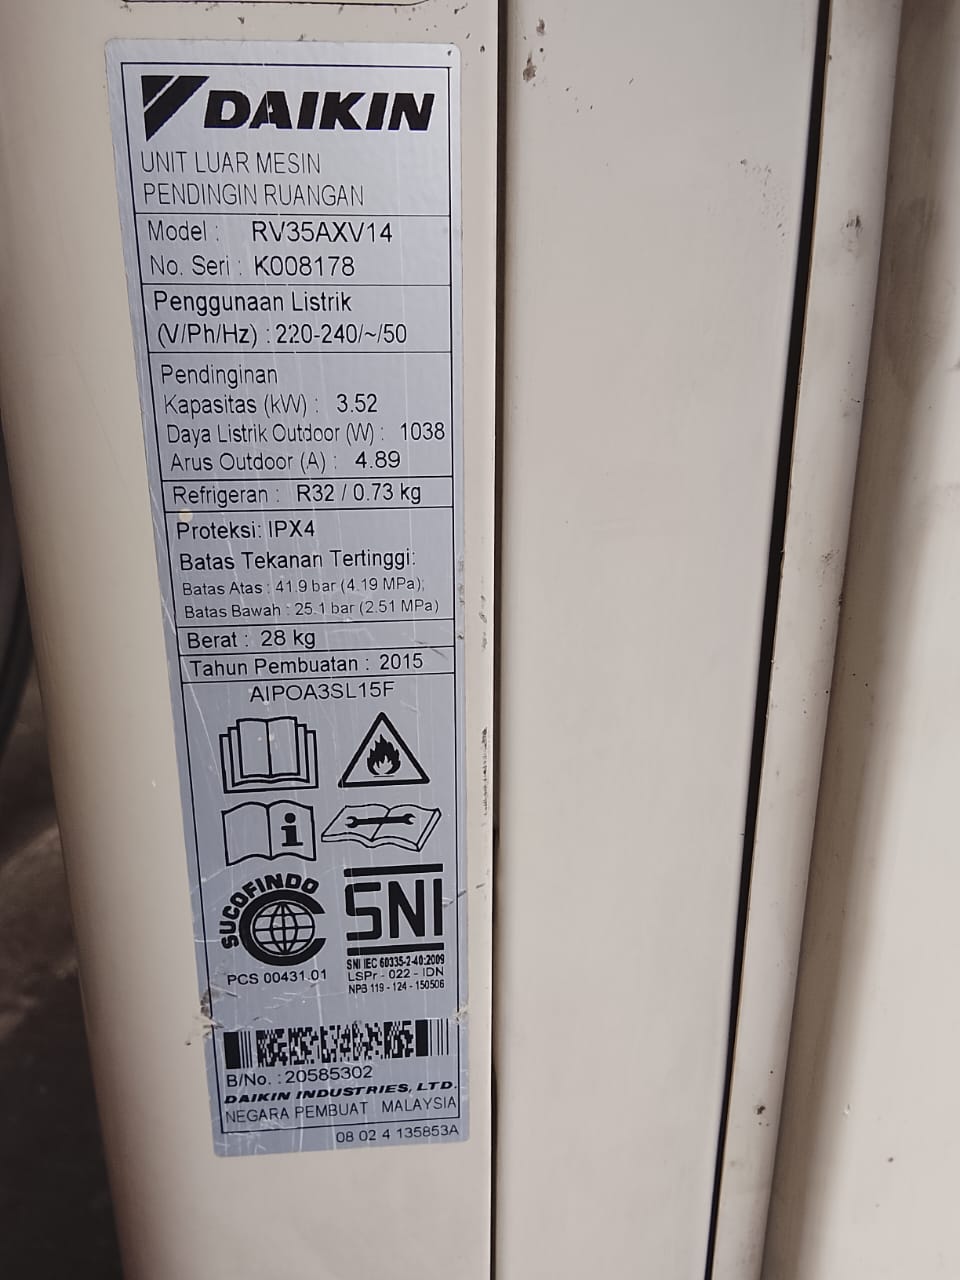 DAIKIN
UNIT LUAR MESIN
PENDINGIN RUANGAN
Model : RV35AXV14
No. Seri : K008178
Penggunaan Listrik
(V/Ph/Hz) : 220-240/~/50
Pendinginan
Kapasitas (kW) : 3.52
Daya Listrik Outdoor (W) : 1038
Arus Outdoor (A) : 4.89
Refrigeran : R32 / 0.73 kg
Proteksi: IPX4
Batas Tekanan Tertinggi:
Batas Atas : 41.9 bar (4.19 MPa);
Batas Bawah : 25.1 bar (2.51 MPa)
Berat : 28 kg
Tahun Pembuatan : 2015
AIPOA3SL15F
SUCOFINDO
PCS 00431.01
SNI
SNI IEC 60335-2-40:2009
LSPr - 022 - IDN
NPB 119 - 124 - 150506
B/No. : 20585302
DAIKIN INDUSTRIES, LTD.
NEGARA PEMBUAT MALAYSIA
08 02 4 135853A